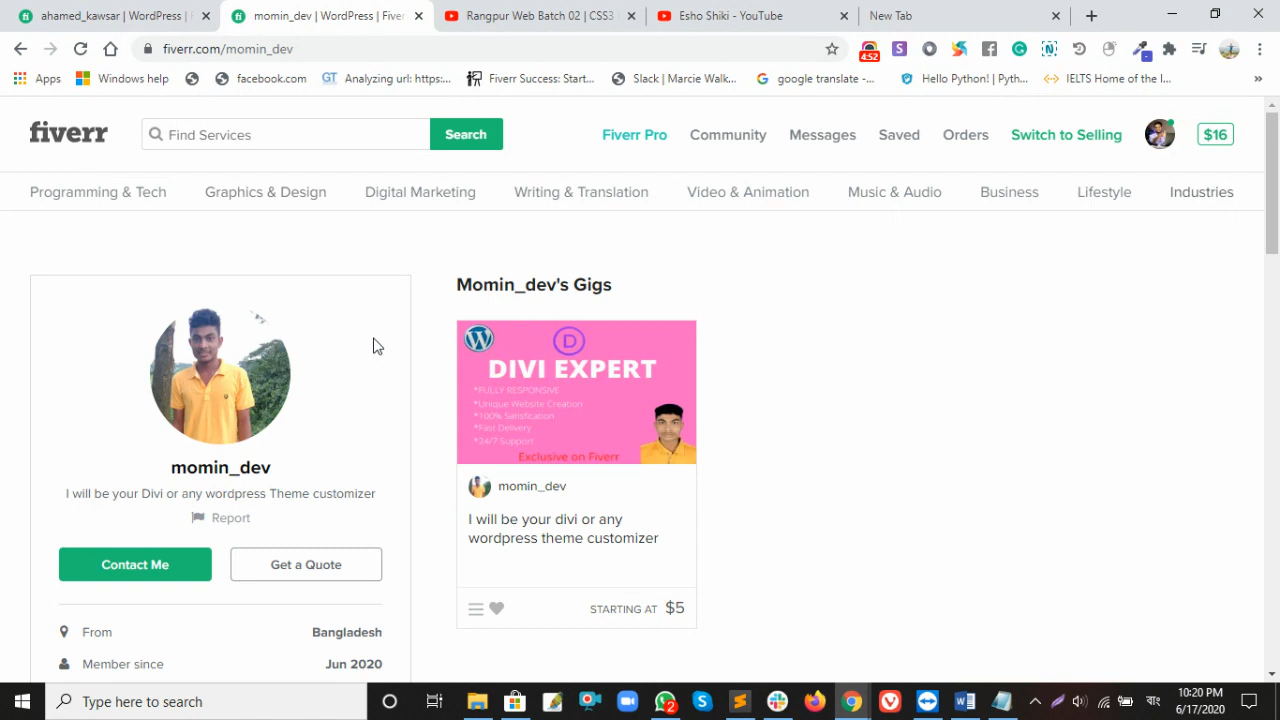 ahamed_kawsar | WordPress | F
momin_dev | WordPress | Fiver
Rangpur Web Batch 02 | CSS3
Esho Shiki - YouTube
New Tab
fiverr.com/momin_dev
4:52
Apps
Windows help
facebook.com
GT
Analyzing url: https:...
Fiverr Success: Start...
Slack | Marcie Walk...
google translate -...
Hello Python! | Pyth...
IELTS Home of the I...
»
fiverr
Find Services
Search
Fiverr Pro
Community
Messages
Saved
Orders
Switch to Selling
$16
Programming & Tech
Graphics & Design
Digital Marketing
Writing & Translation
Video & Animation
Music & Audio
Business
Lifestyle
Industries
momin_dev
I will be your Divi or any wordpress Theme customizer
Report
Contact Me
Get a Quote
From
Bangladesh
Member since
Jun 2020
Momin_dev's Gigs
D
DIVI EXPERT
*FULLY RESPONSIVE
*Unique Website Creation
*100% Sansfication
*Fast Delivery
*24/7 Support
Exclusive on Fiverr
momin_dev
I will be your divi or any
wordpress theme customizer
STARTING AT $5
Type here to search
2
বাং
10:20 PM
6/17/2020